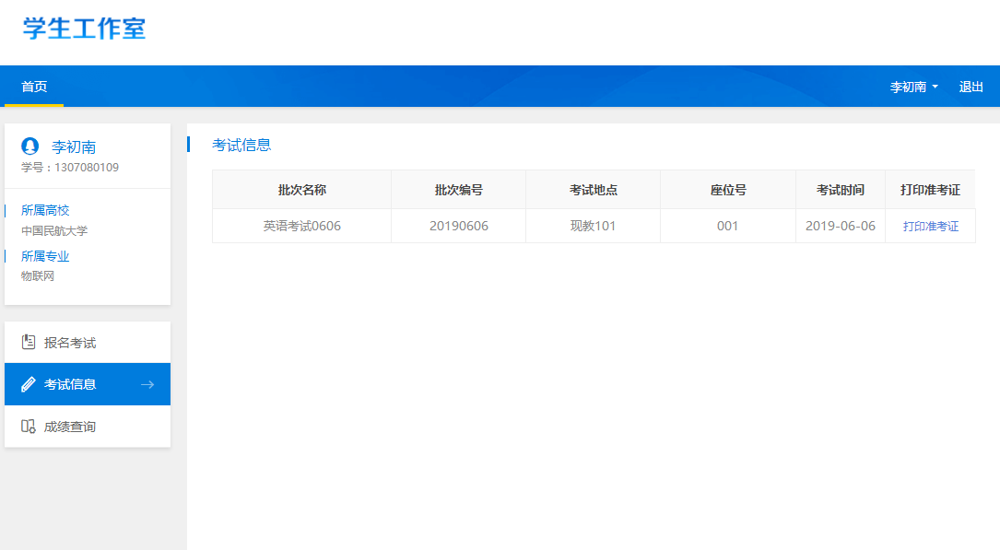 学生工作室
首页
李初南
退出
李初南
学号：1307080109
所属高校
中国民航大学
所属专业
物联网
报名考试
考试信息
成绩查询
考试信息
批次名称 批次编号 考试地点 座位号 考试时间 打印准考证
英语考试0606 20190606 现教101 001 2019-06-06 打印准考证